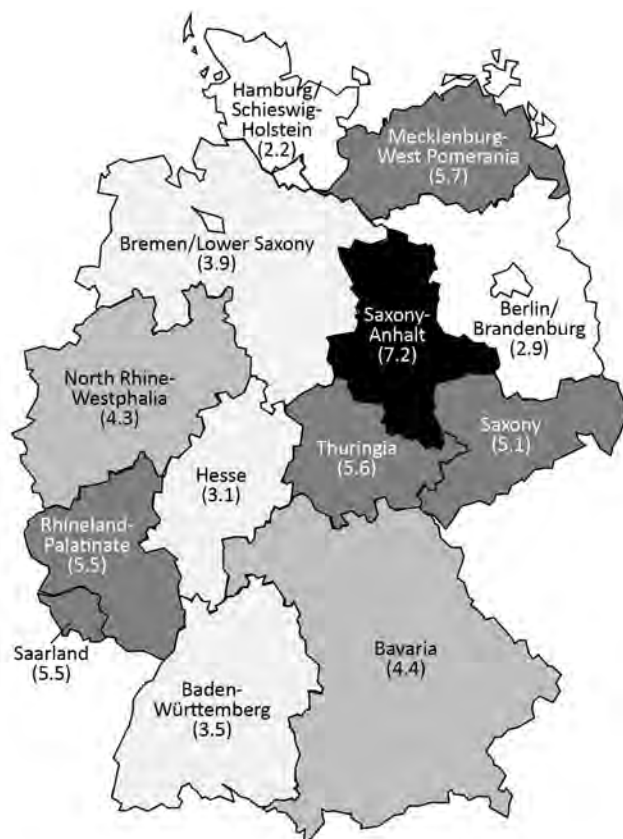 Hamburg/
Schieswig-
Holstein
(2.2)
Mecklenburg-
West Pomerania
(5.7)
Bremen/Lower Saxony
(3.9)
Saxony-
Anhalt
(7.2)
Berlin/
Brandenburg
(2.9)
North Rhine-
Westphalia
(4.3)
Hesse
(3.1)
Thuringia
(5.6)
Saxony
(5.1)
Rhineland-
Palatinate
(5.5)
Saarland
(5.5)
Baden-
Württemberg
(3.5)
Bavaria
(4.4)